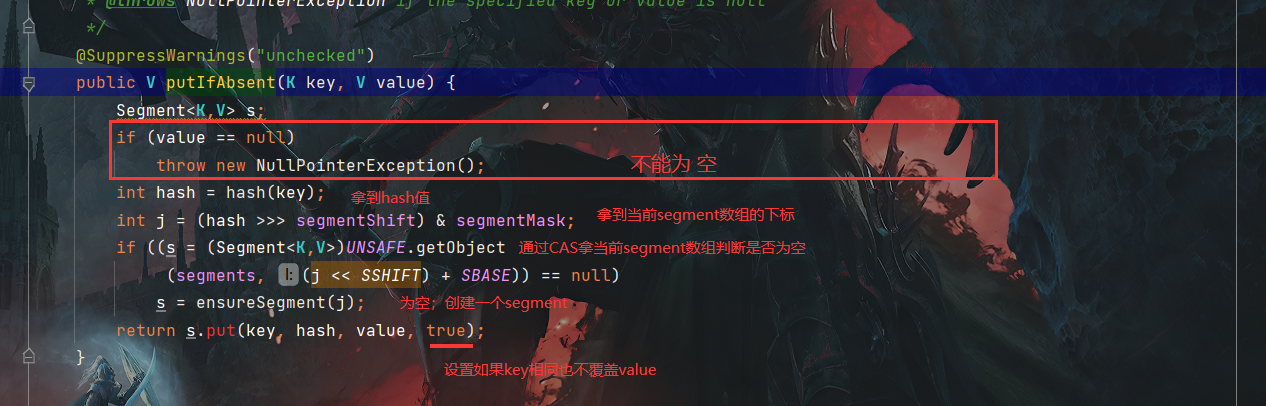 * @throws NullPointerException if the specified key or value is null
*/
@SuppressWarnings("unchecked")
public V putIfAbsent(K key, V value) {
Segment<K,V> s;
if (value == null)
throw new NullPointerException(); 不能为 空
int hash = hash(key); 拿到hash值
int j = (hash >>> segmentShift) & segmentMask; 拿到当前segment数组的下标
if ((s = (Segment<K,V>)UNSAFE.getObject 通过CAS拿当前segment数组判断是否为空
(segments, l: (j << SSHIFT) + SBASE)) == null)
s = ensureSegment(j); 为空；创建一个segment
return s.put(key, hash, value, true);
}
设置如果key相同也不覆盖value